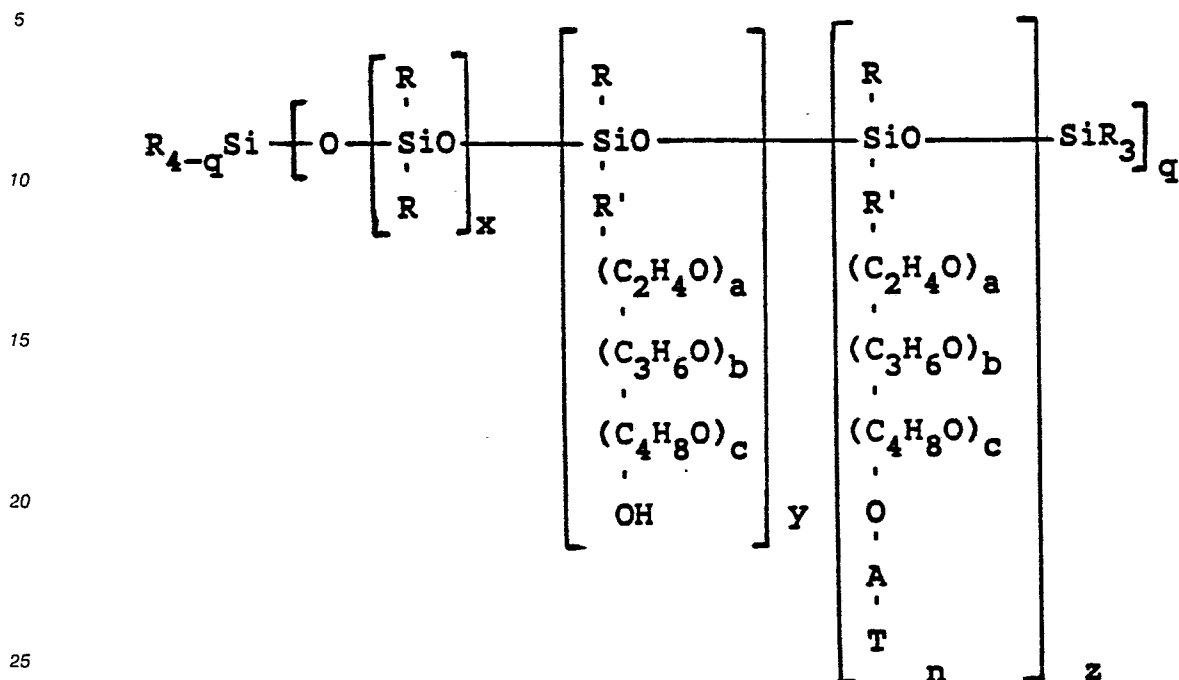 5
R R R
R4-qSi [ O [ SiO SiO SiO SiR3]q
10
R x R' R'
(C2H4O)a (C2H4O)a
15
(C3H6O)b (C3H6O)b
(C4H8O)c (C4H8O)c
20
OH y O
A
T
25
n z